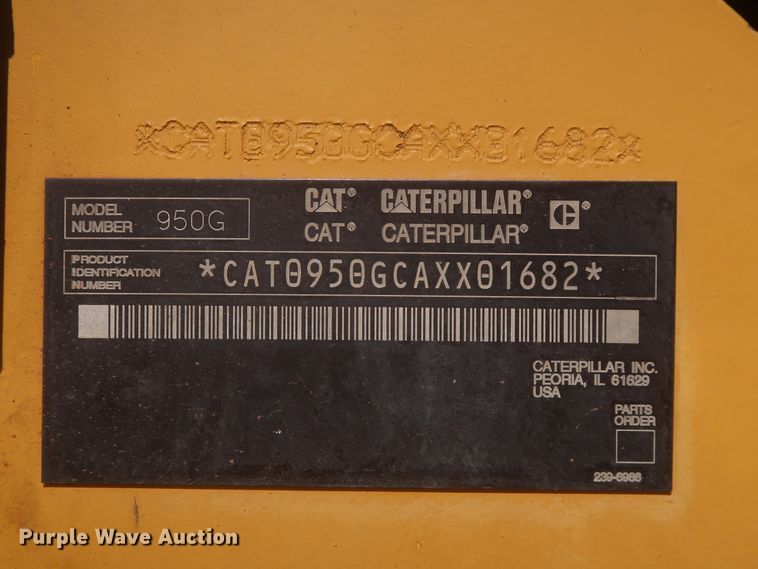 *CAT0950GCAXX01682*
MODEL NUMBER 950G
CAT® CATERPILLAR® C®
CAT® CATERPILLAR®
PRODUCT IDENTIFICATION NUMBER *CAT0950GCAXX01682*
CATERPILLAR INC.
PEORIA, IL 61629
USA
PARTS
ORDER
239-6986
Purple Wave Auction